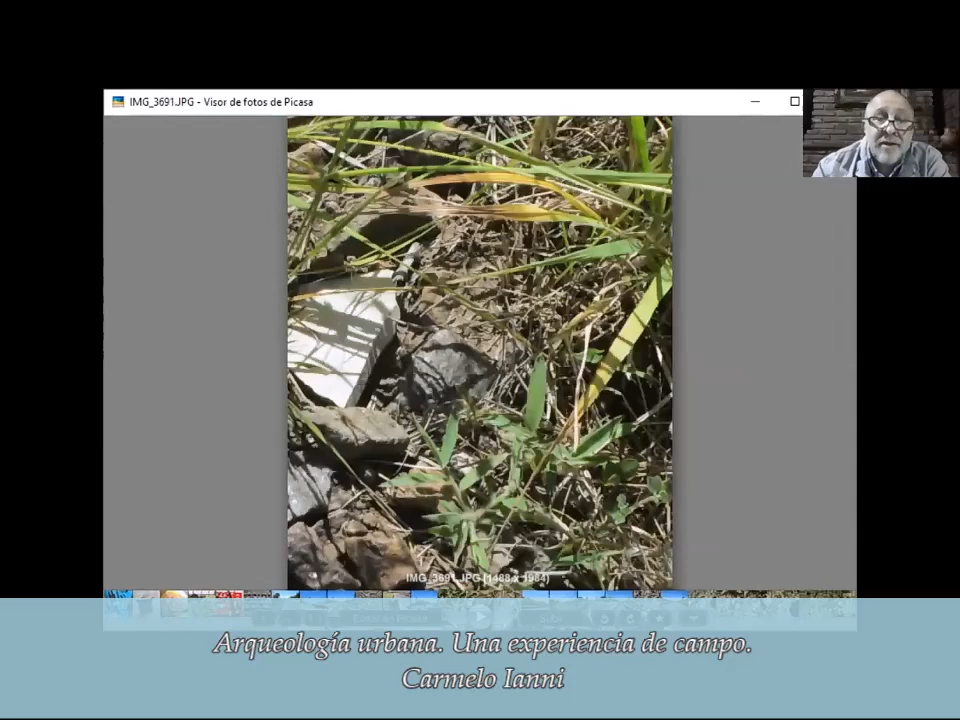 IMG_3691.JPG - Visor de fotos de Picasa
IMG_3691.JPG (1488 x 1984)
Arqueología urbana. Una experiencia de campo.
Carmelo Ianni